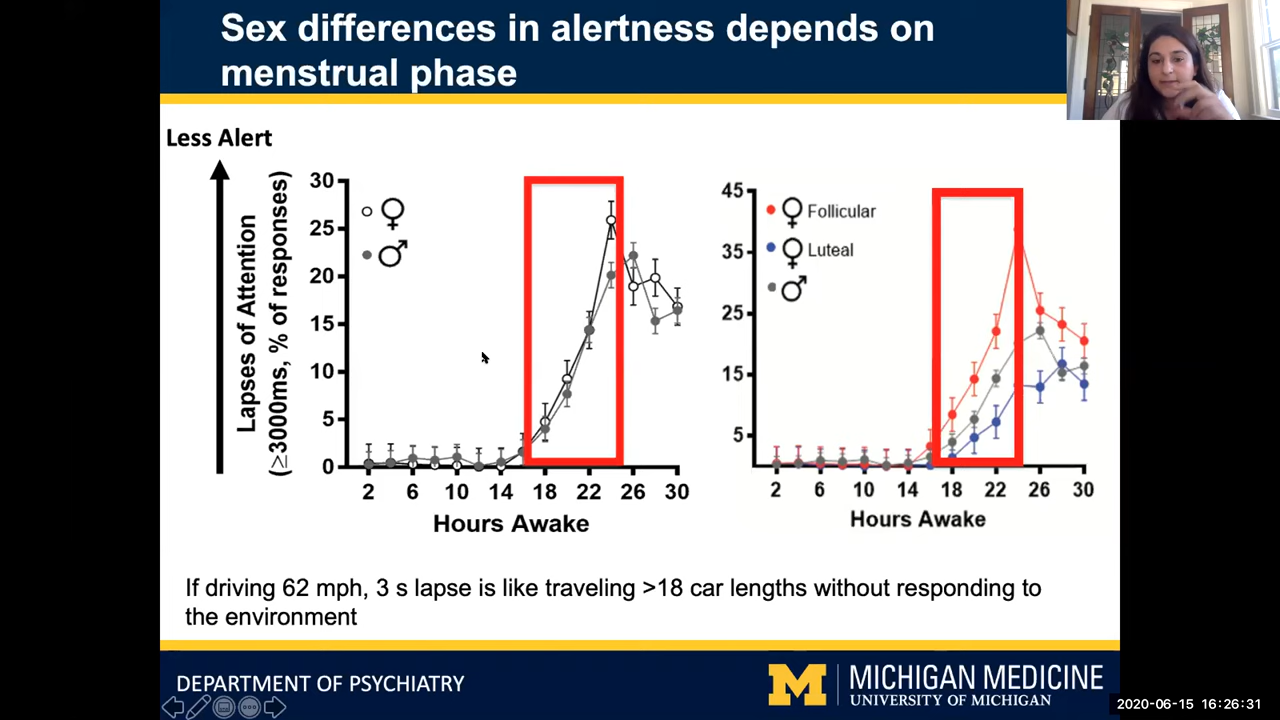 Sex differences in alertness depends on
menstrual phase
Less Alert
Lapses of Attention
(≥3000ms, % of responses)
30
25
20
15
10
5
0
♀
♂
2 6 10 14 18 22 26 30
Hours Awake
45
35
25
15
5
♀ Follicular
♀ Luteal
♂
2 6 10 14 18 22 26 30
Hours Awake
If driving 62 mph, 3 s lapse is like traveling >18 car lengths without responding to
the environment
DEPARTMENT OF PSYCHIATRY
M MICHIGAN MEDICINE
UNIVERSITY OF MICHIGAN
2020-06-15 16:26:31